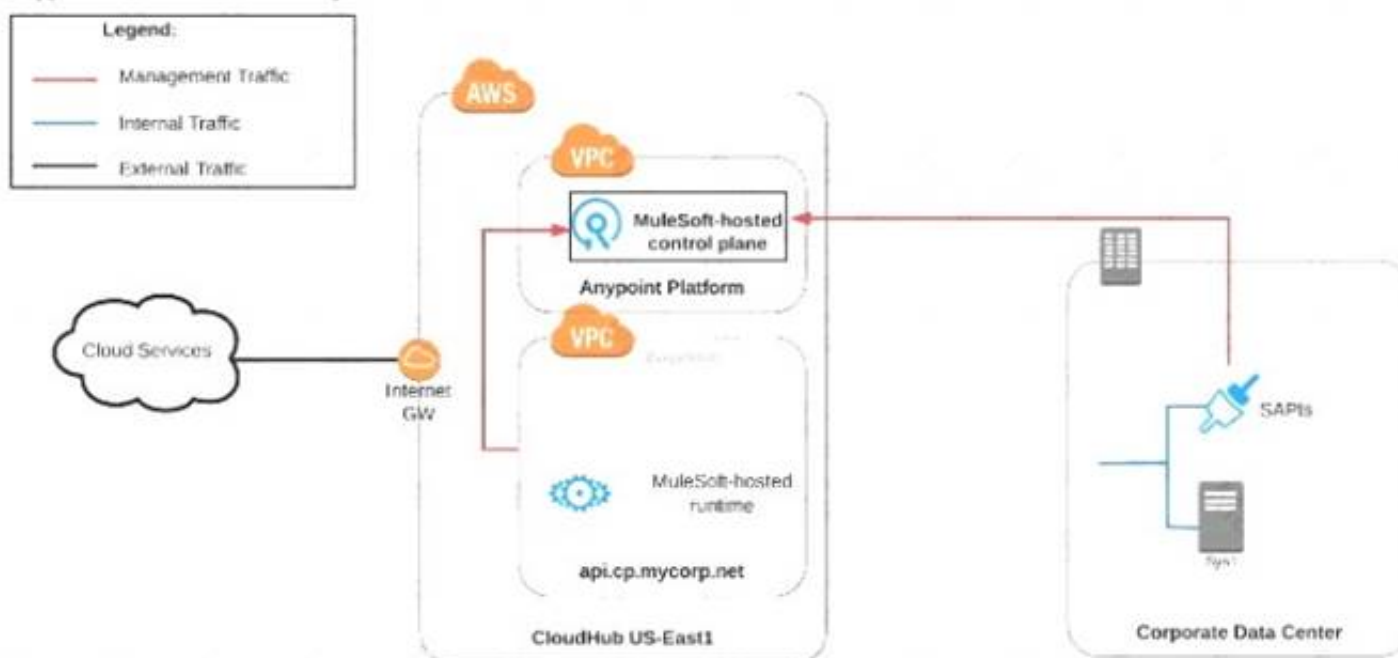 Legend:
Management Traffic
Internal Traffic
External Traffic
AWS
VPC
MuleSoft-hosted
control plane
Anypoint Platform
VPC
Cloud Services
Internet
GW
MuleSoft-hosted
runtime
api.cp.mycorp.net
CloudHub US-East1
SAPIs
Corporate Data Center